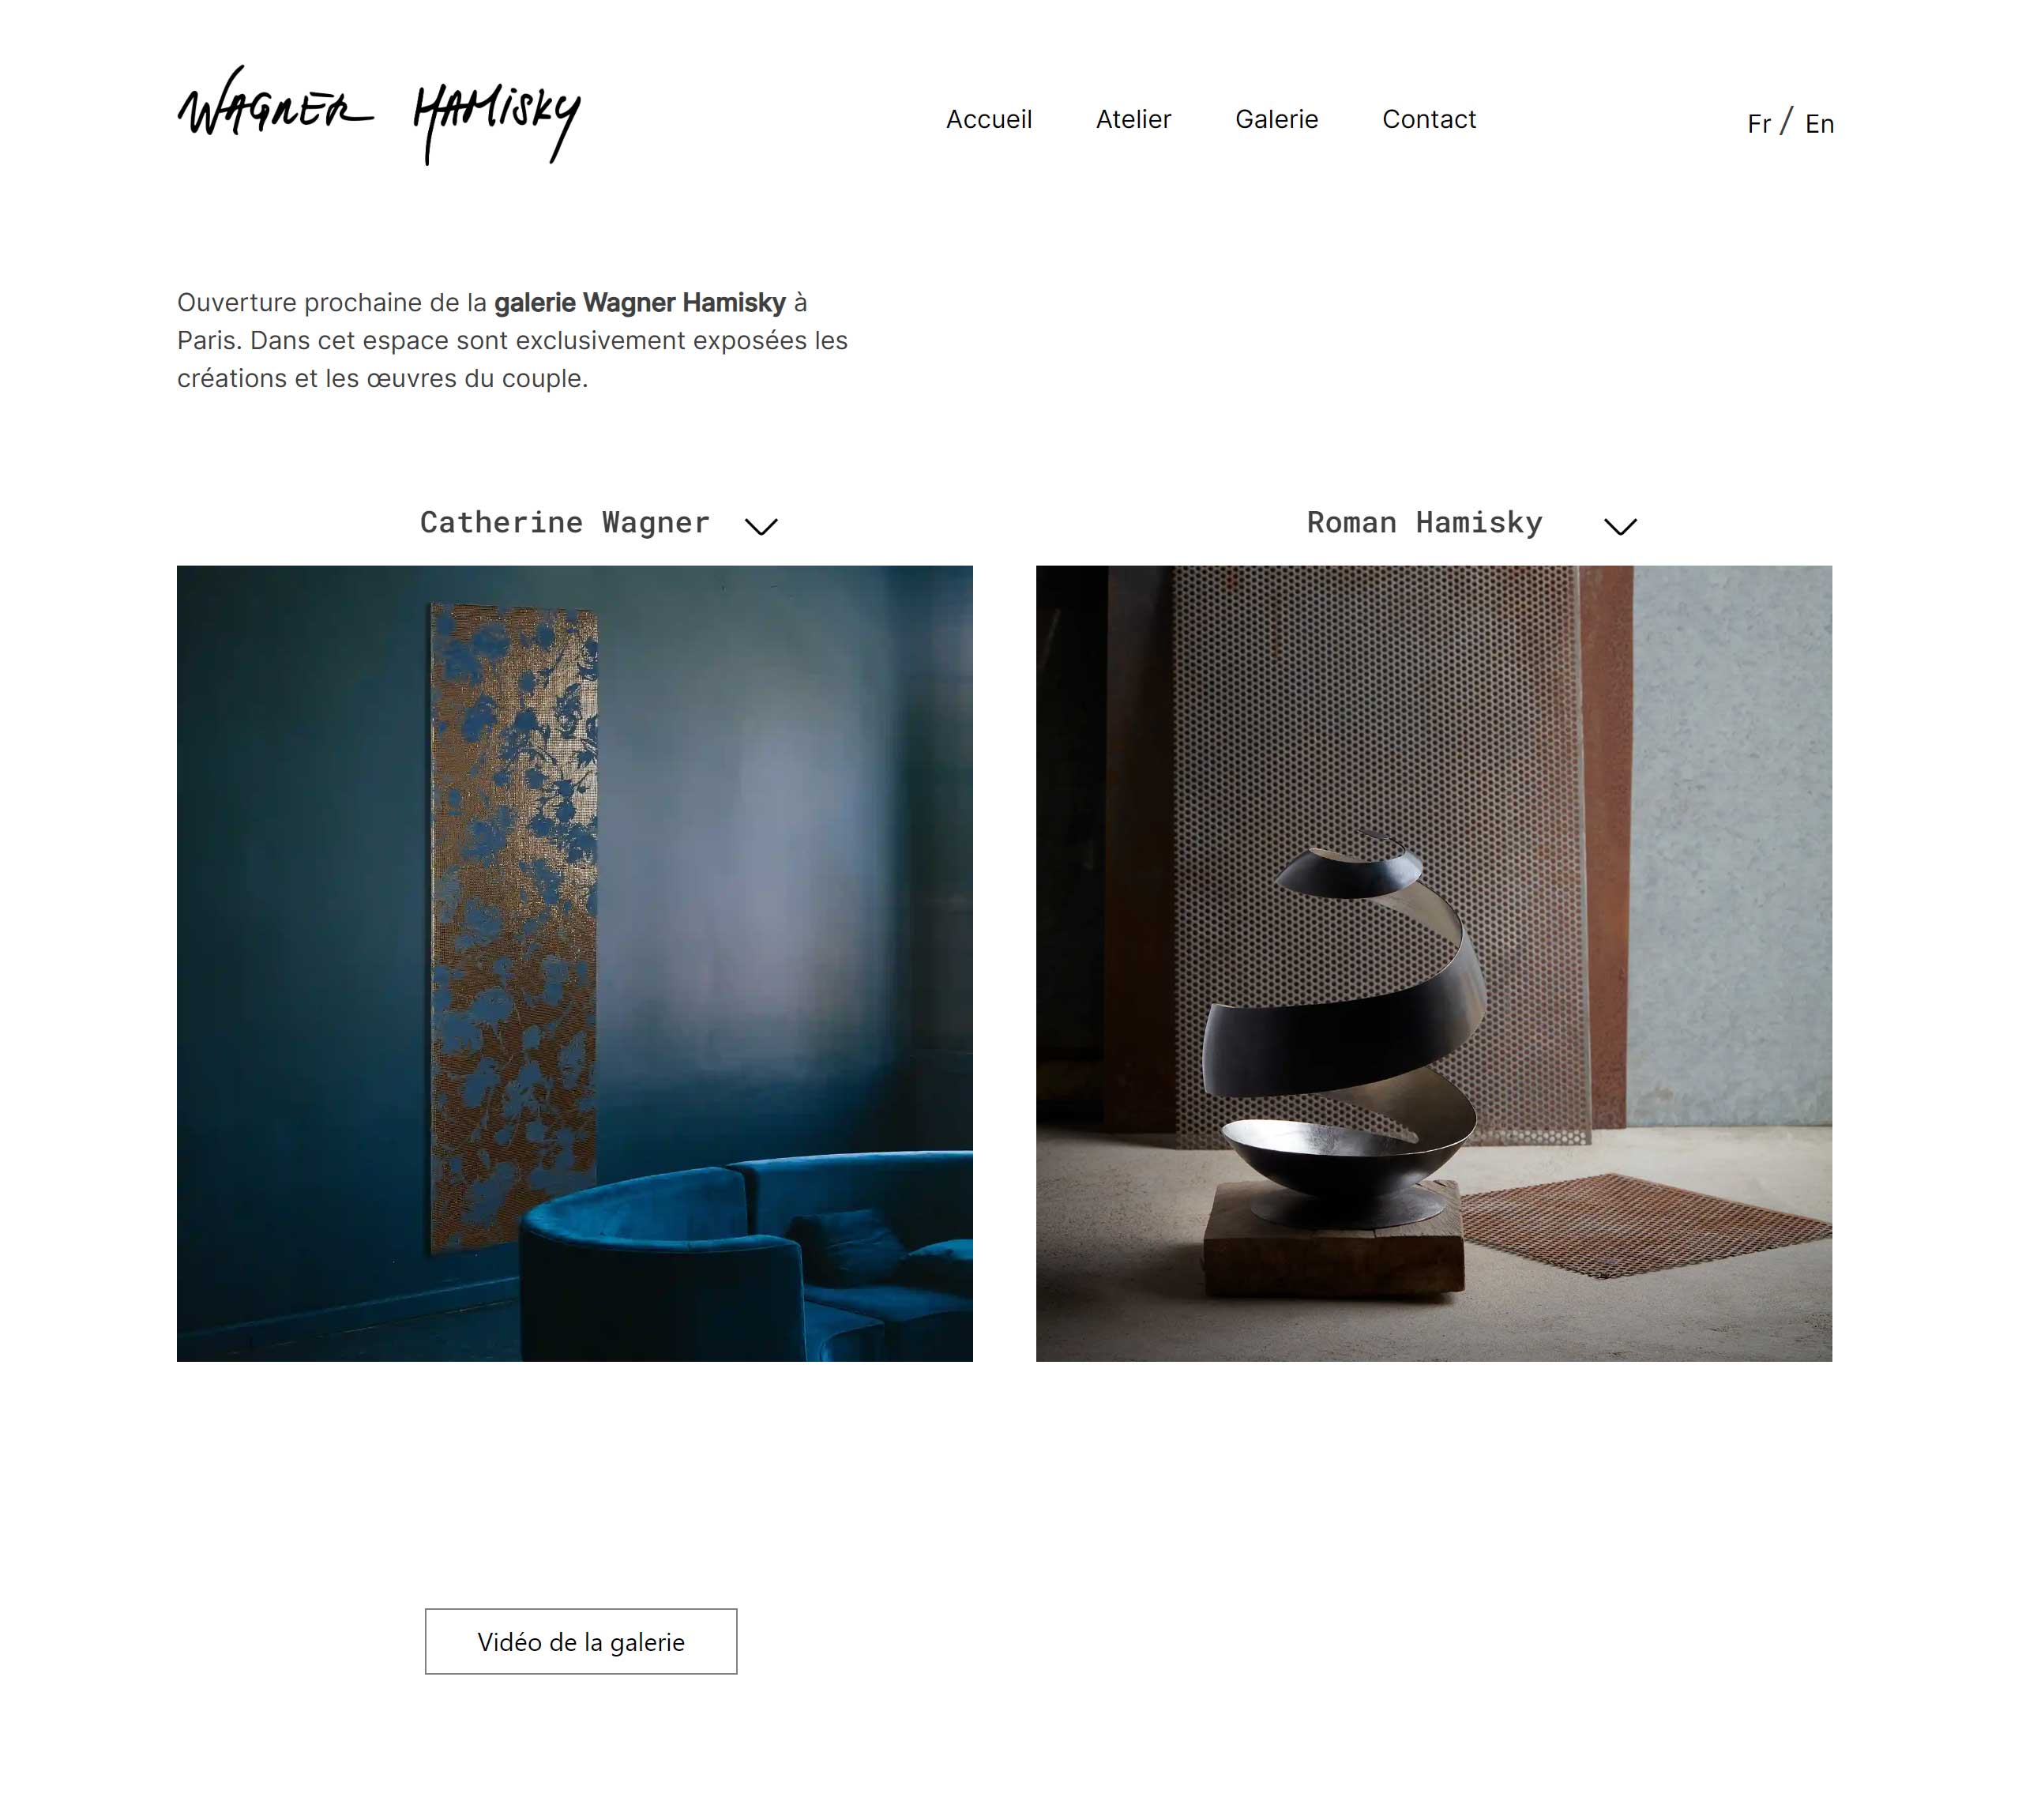 WAGNER HAMISKY
Accueil Atelier Galerie Contact
Fr / En
Ouverture prochaine de la galerie Wagner Hamisky à
Paris. Dans cet espace sont exclusivement exposées les
créations et les œuvres du couple.
Catherine Wagner
Roman Hamisky
Vidéo de la galerie